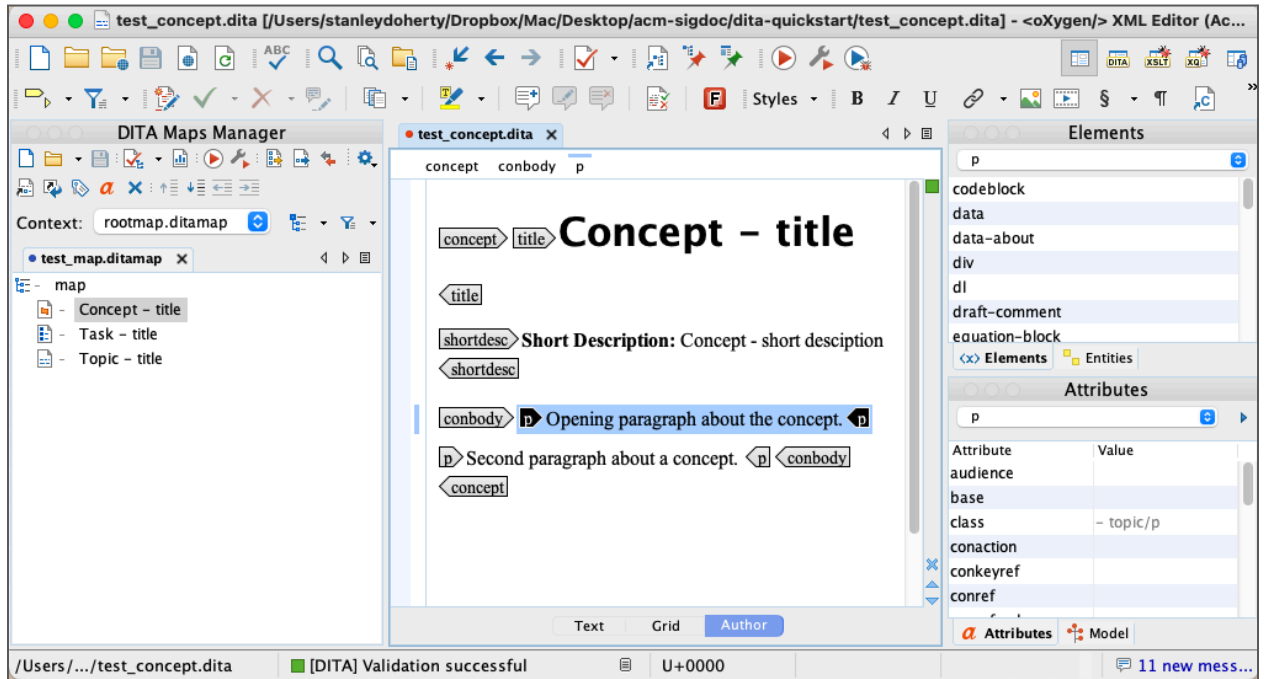 test_concept.dita [/Users/stanleydoherty/Dropbox/Mac/Desktop/acm-sigdoc/dita-quickstart/test_concept.dita] - <oXygen/> XML Editor (Ac...
ABC
DITA XSLT XQ
Styles B I U § ¶
DITA Maps Manager
Context: rootmap.ditamap
test_map.ditamap
map
Concept – title
Task – title
Topic – title
test_concept.dita
concept conbody p
concept title Concept – title
title
shortdesc Short Description: Concept - short desciption
shortdesc
conbody p Opening paragraph about the concept. p
p Second paragraph about a concept. p conbody
concept
Text Grid Author
Elements
p
codeblock
data
data-about
div
dl
draft-comment
equation-block
<x> Elements Entities
Attributes
p
Attribute Value
audience
base
class - topic/p
conaction
conkeyref
conref
a Attributes Model
/Users/.../test_concept.dita [DITA] Validation successful U+0000 11 new mess...